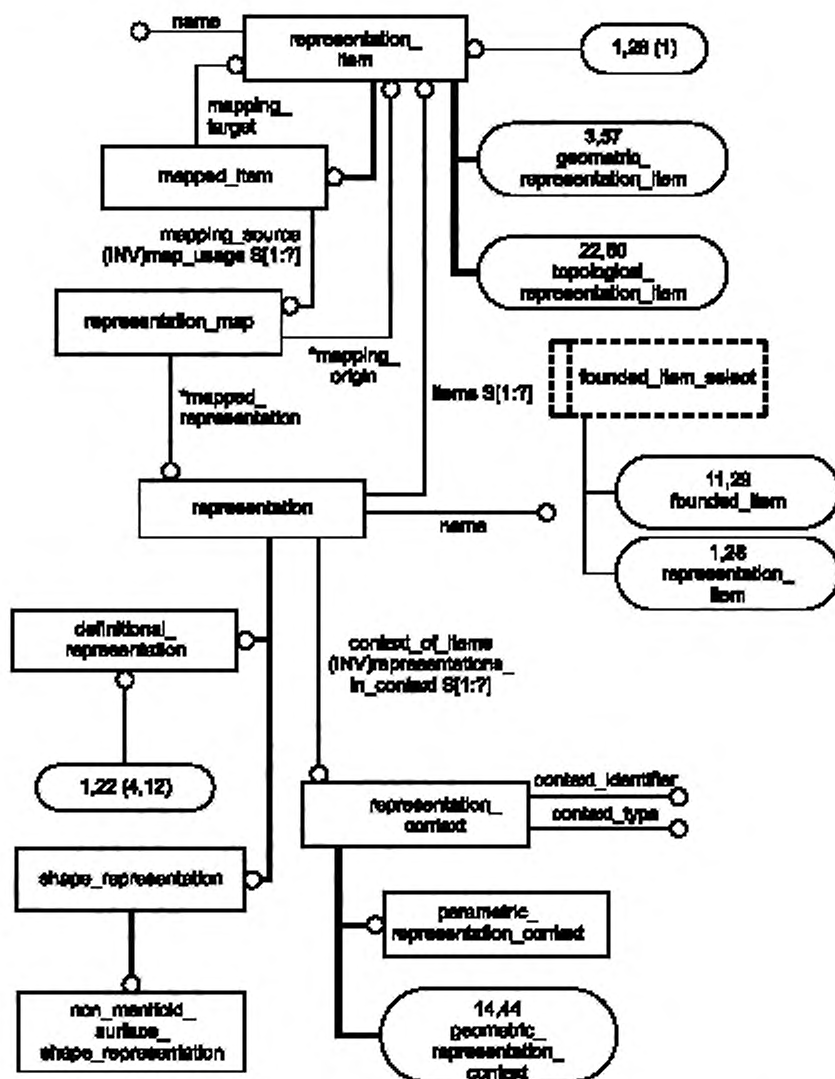 name
representation_
item
1,28 (1)
mapping_
target
3,57
geometric_
representation_item
mapped_item
mapping_source
(INV)map_usage S[1:?]
22,60
topological_
representation_item
representation_map
*mapping_
origin
founded_item_select
*mapped_
representation
items S[1:?]
11,29
founded_item
representation
name
1,28
representation_
item
definitional_
representation
context_of_items
(INV)representations_
in_context S[1:?]
1,22 (4,12)
representation_
context
context_identifier
context_type
shape_representation
parametric_
representation_context
non_manifold_
surface_
shape_representation
14,44
geometric_
representation_
context